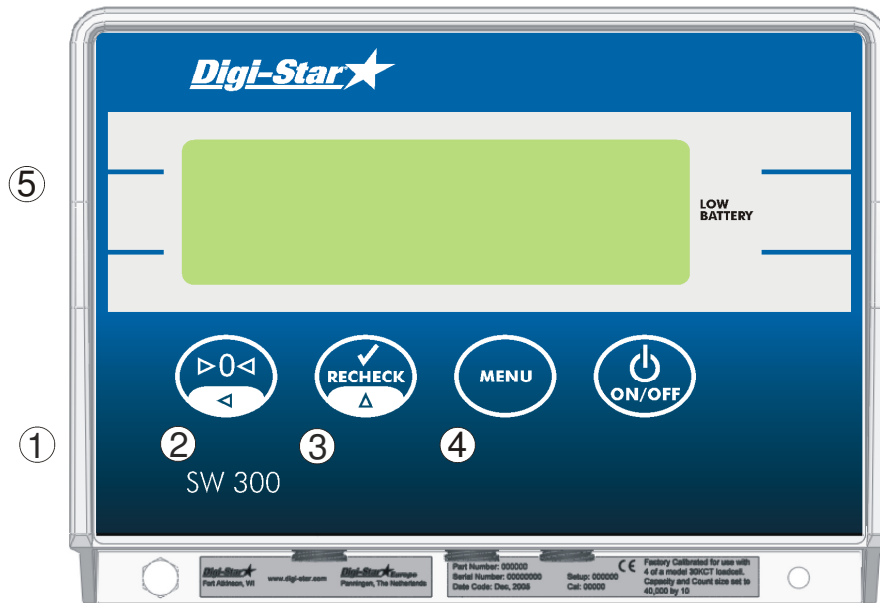 Digi-Star
5
LOW
BATTERY
▷0◁
RECHECK
MENU
ON/OFF
1
2
3
4
SW 300
Digi-Star
Fort Atkinson, WI
www.digi-star.com
Digi-Star Europe
Panningen, The Netherlands
Part Number: 000000
Serial Number: 00000000
Date Code: Dec, 2005
Setup: 000000
Cal: 00000
CE
Factory Calibrated for use with
4 of a model 30KCT loadcell.
Capacity and Count size set to
40,000 by 10